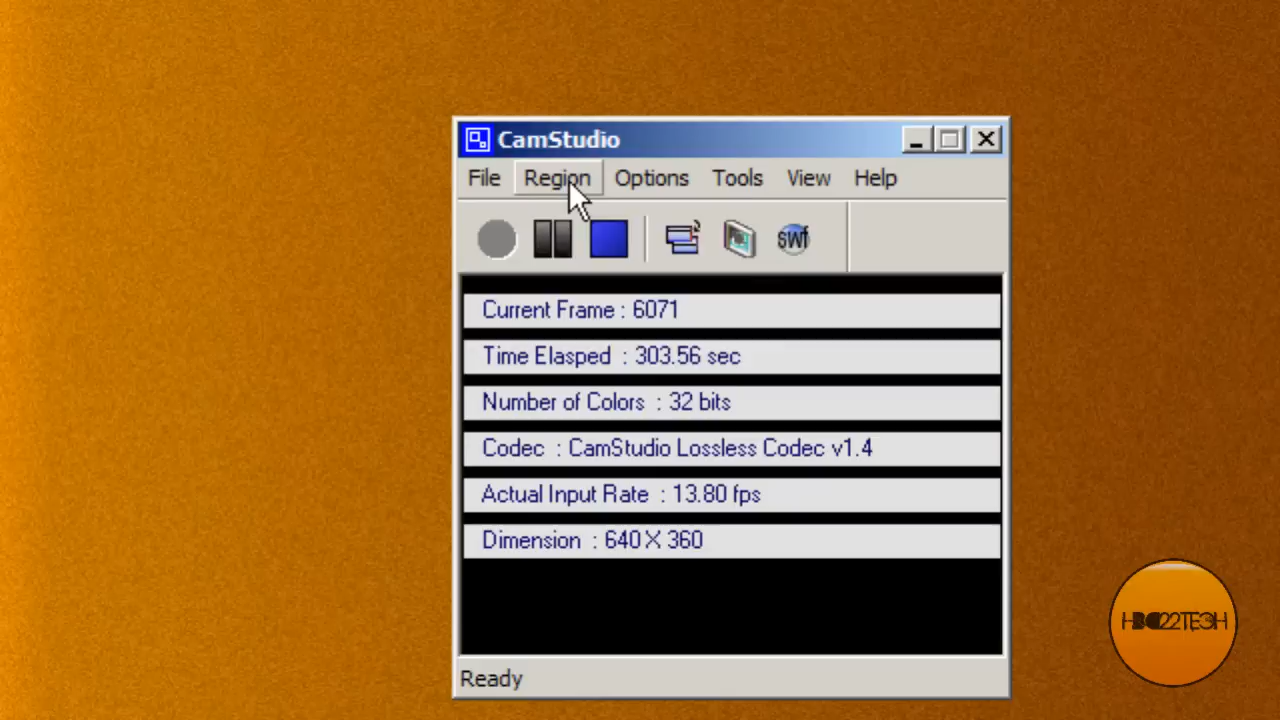 CamStudio
File Region Options Tools View Help
swf
Current Frame : 6071
Time Elasped : 303.56 sec
Number of Colors : 32 bits
Codec : CamStudio Lossless Codec v1.4
Actual Input Rate : 13.80 fps
Dimension : 640 X 360
Ready